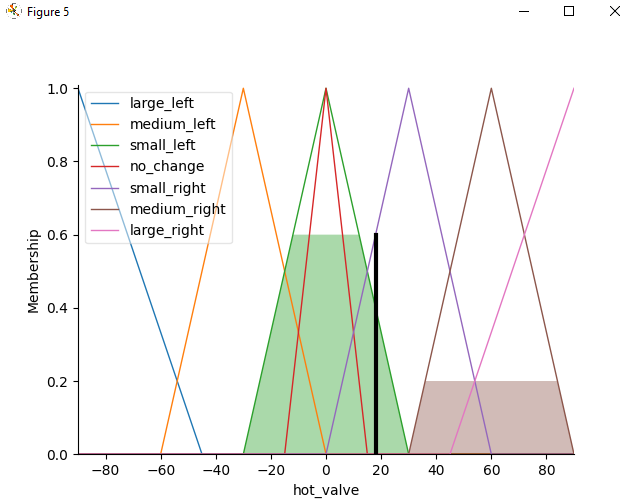 Figure 5
1.0
0.8
0.6
0.4
0.2
0.0
Membership
large_left
medium_left
small_left
no_change
small_right
medium_right
large_right
−80 −60 −40 −20 0 20 40 60 80
hot_valve